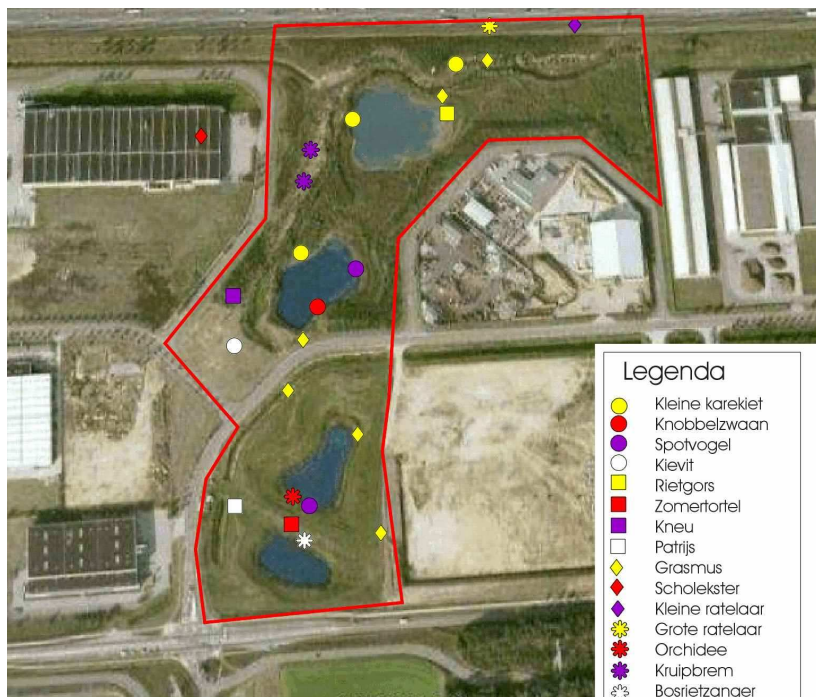 Legenda
Kleine karekiet
Knobbelzwaan
Spotvogel
Kievit
Rietgors
Zomertortel
Kneu
Patrijs
Grasmus
Scholekster
Kleine ratelaar
Grote ratelaar
Orchidee
Kruipbrem
Bosrietzanger